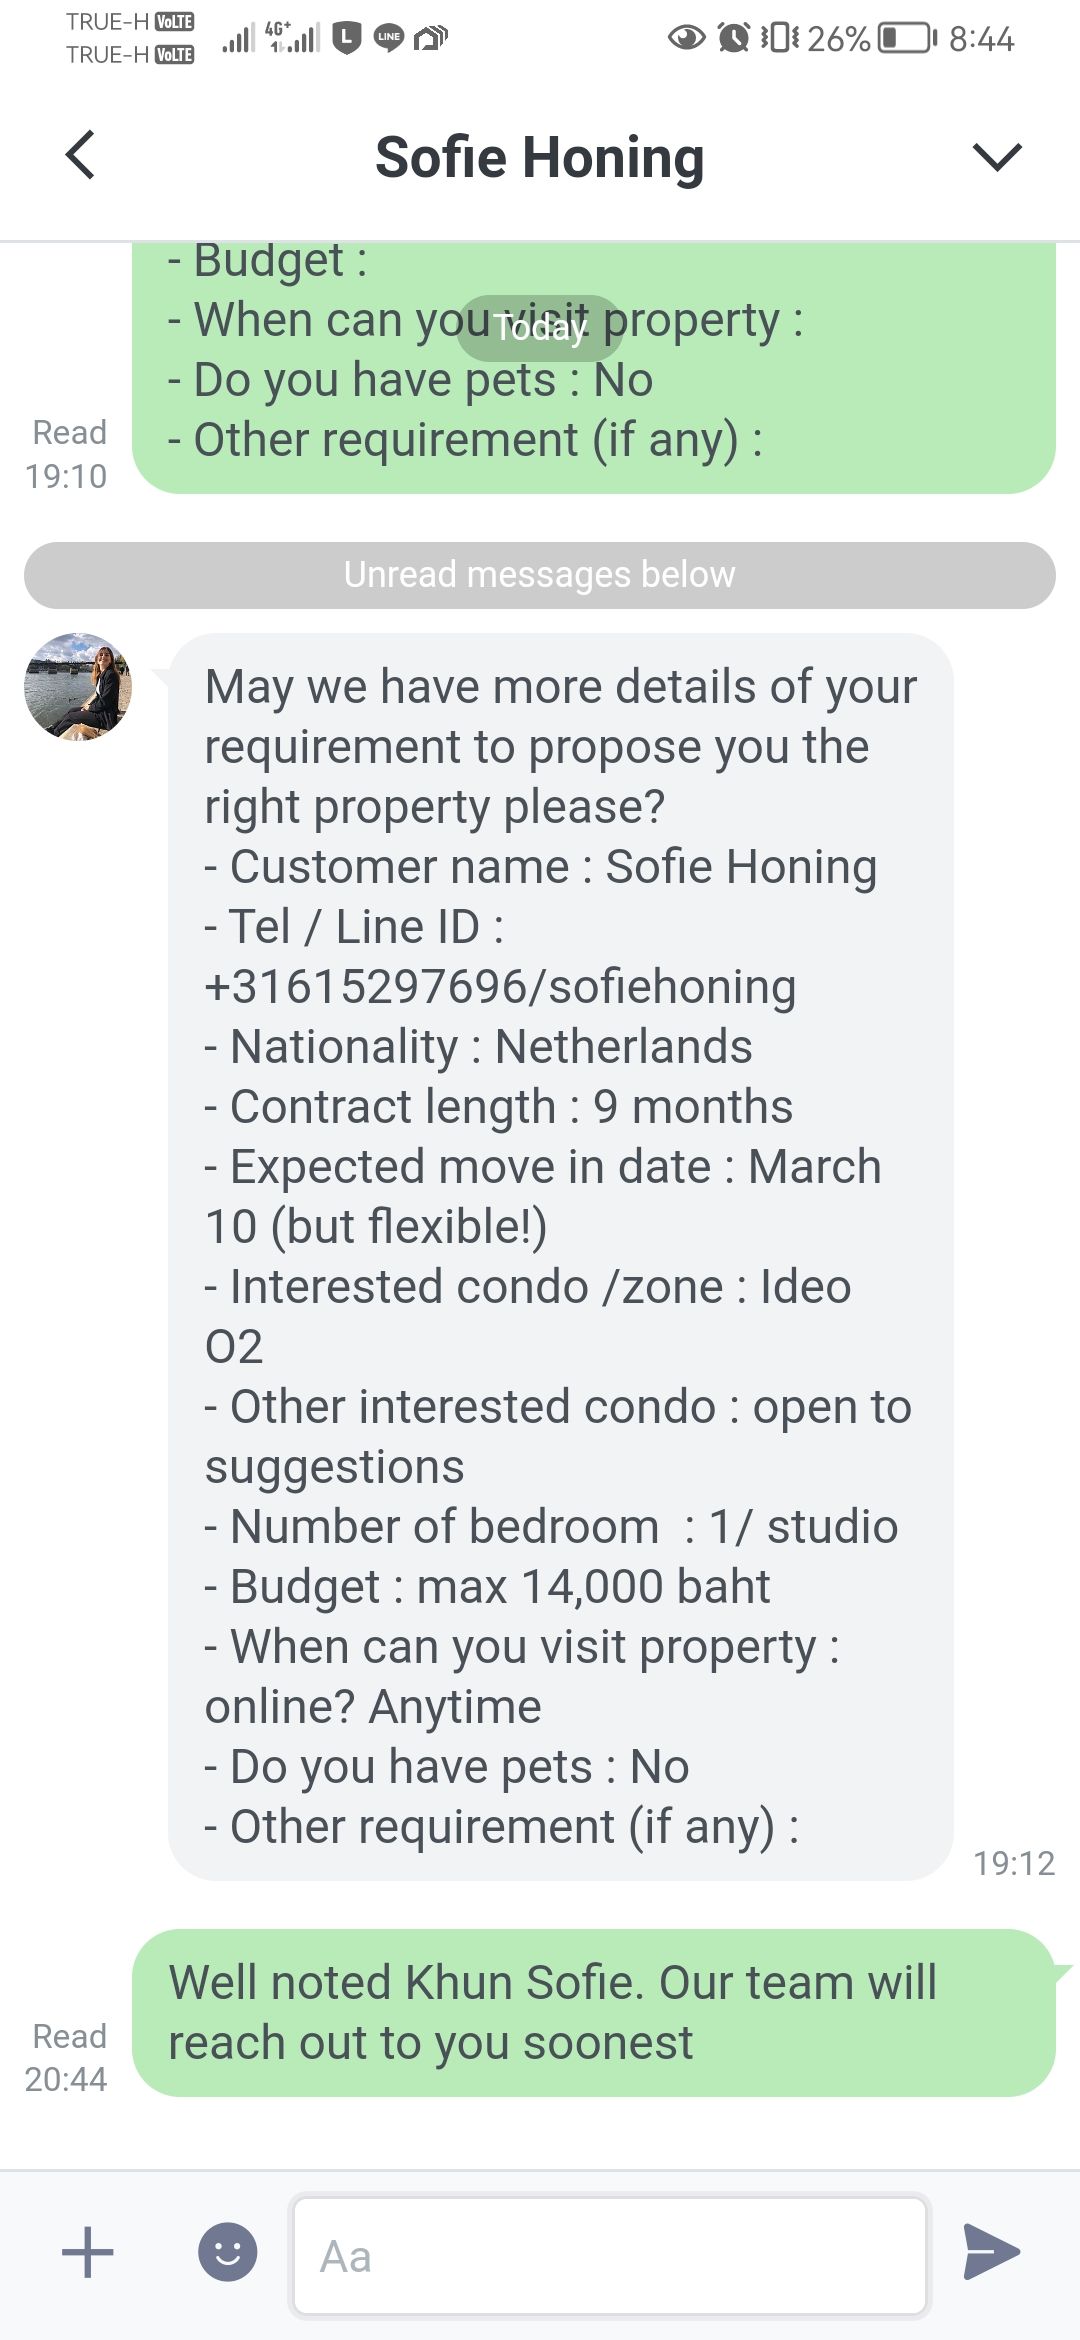 TRUE-H VoLTE
TRUE-H VoLTE
4G+
L
LINE
26%
8:44
Sofie Honing
- Budget :
- When can you visit property :
Today
- Do you have pets : No
- Other requirement (if any) :
Read
19:10
Unread messages below
May we have more details of your
requirement to propose you the
right property please?
- Customer name : Sofie Honing
- Tel / Line ID :
+31615297696/sofiehoning
- Nationality : Netherlands
- Contract length : 9 months
- Expected move in date : March
10 (but flexible!)
- Interested condo /zone : Ideo
O2
- Other interested condo : open to
suggestions
- Number of bedroom  : 1/ studio
- Budget : max 14,000 baht
- When can you visit property :
online? Anytime
- Do you have pets : No
- Other requirement (if any) :
19:12
Well noted Khun Sofie. Our team will
reach out to you soonest
Read
20:44
Aa